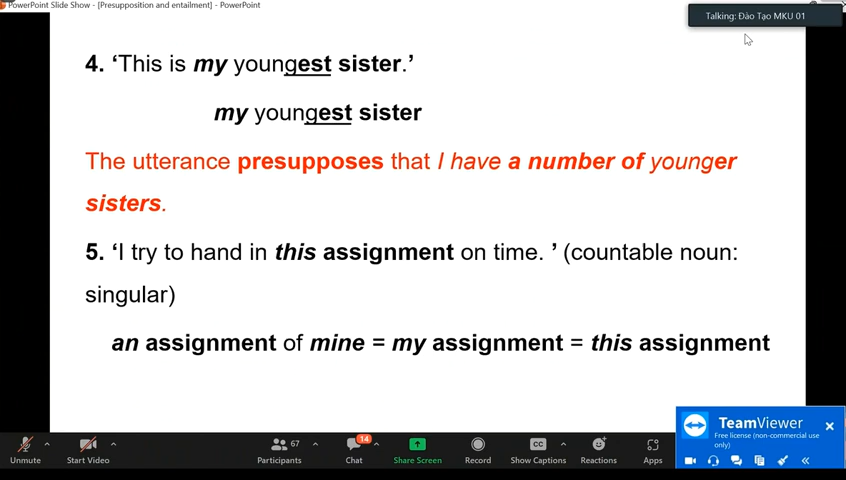 PowerPoint Slide Show - [Presupposition and entailment] - PowerPoint
Talking: Đào Tạo MKU 01
4. ‘This is my youngest sister.’
my youngest sister
The utterance presupposes that I have a number of younger
sisters.
5. ‘I try to hand in this assignment on time. ’ (countable noun:
singular)
an assignment of mine = my assignment = this assignment
TeamViewer
Free license (non-commercial use
only)
Unmute
Start Video
67
Participants
14
Chat
Share Screen
Record
CC
Show Captions
Reactions
Apps